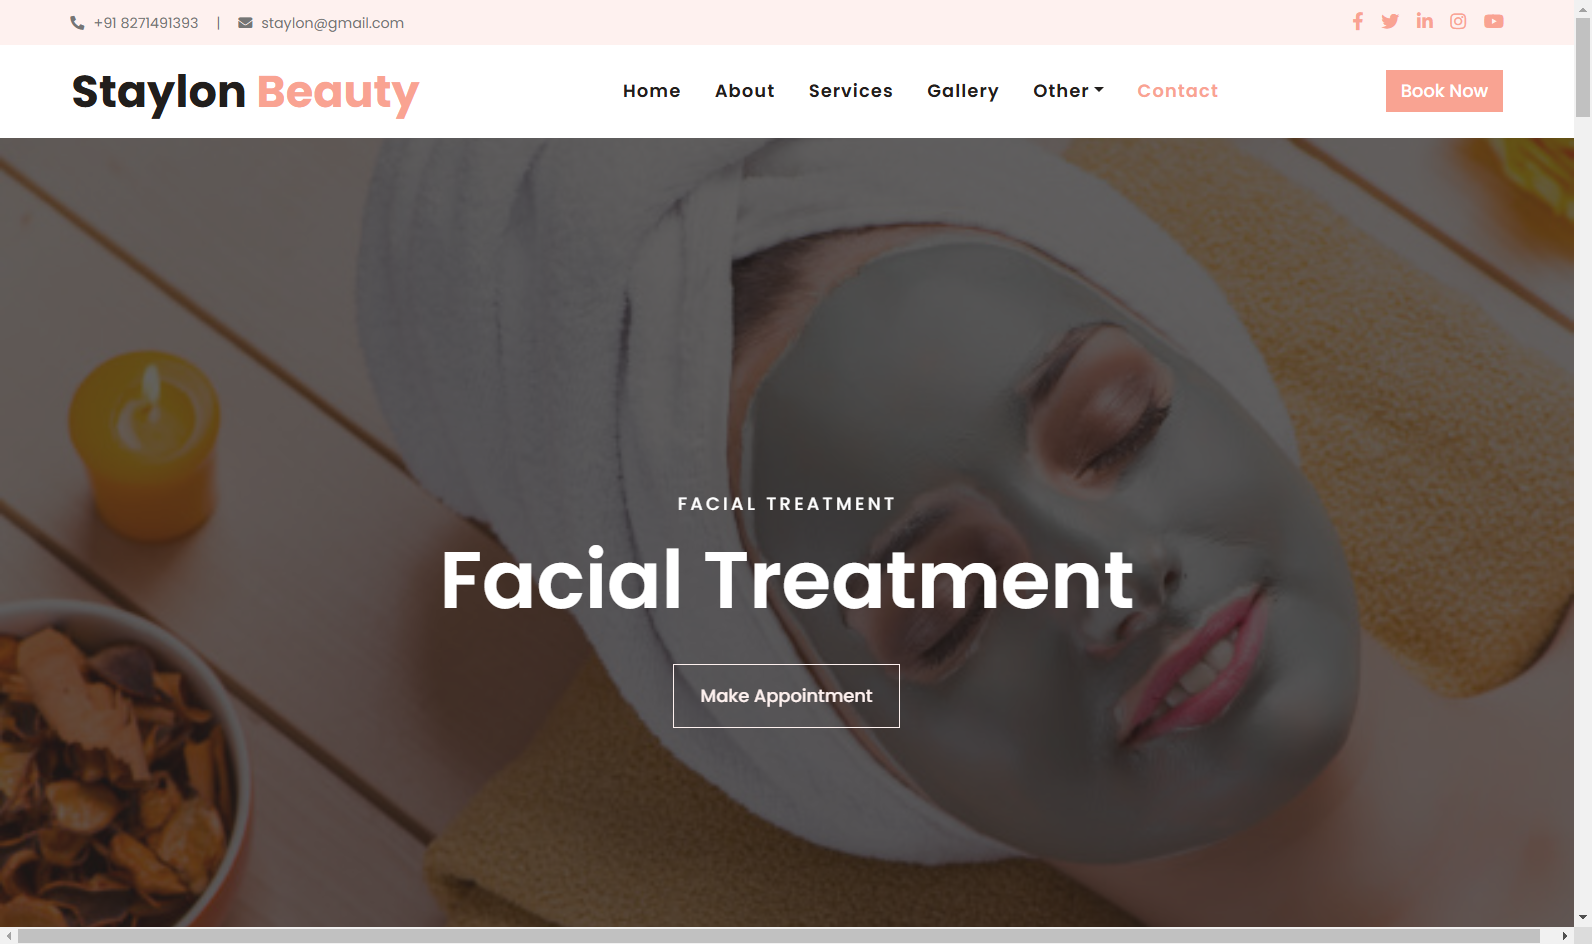 +91 8271491393 | staylon@gmail.com
Staylon Beauty
Home About Services Gallery Other Contact
Book Now
FACIAL TREATMENT
Facial Treatment
Make Appointment